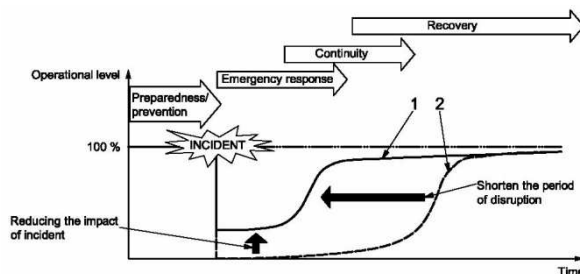 Recovery
Continuity
Operational level
Emergency response
Preparedness/
prevention
1
2
100 %
INCIDENT
Shorten the period
of disruption
Reducing the impact
of incident
Time